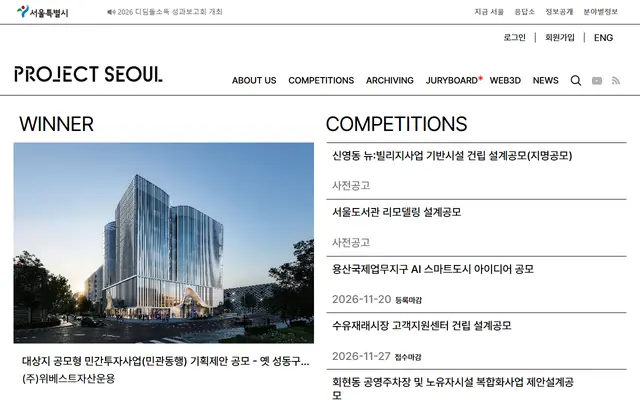 서울특별시
2026 디딤돌소득 성과보고회 개최
지금 서울 응답소 정보공개 분야별정보
로그인 | 회원가입 | ENG
PROJECT SEOUL
ABOUT US COMPETITIONS ARCHIVING JURYBOARD WEB3D NEWS
WINNER
대상지 공모형 민간투자사업(민관동행) 기획제안 공모 - 옛 성동구...
(주)위베스트자산운용
COMPETITIONS
신영동 뉴:빌리지사업 기반시설 건립 설계공모(지명공모)
사전공고
서울도서관 리모델링 설계공모
사전공고
용산국제업무지구 AI 스마트도시 아이디어 공모
2026-11-20 등록마감
수유재래시장 고객지원센터 건립 설계공모
2026-11-27 접수마감
회현동 공영주차장 및 노유자시설 복합화사업 제안설계공
모